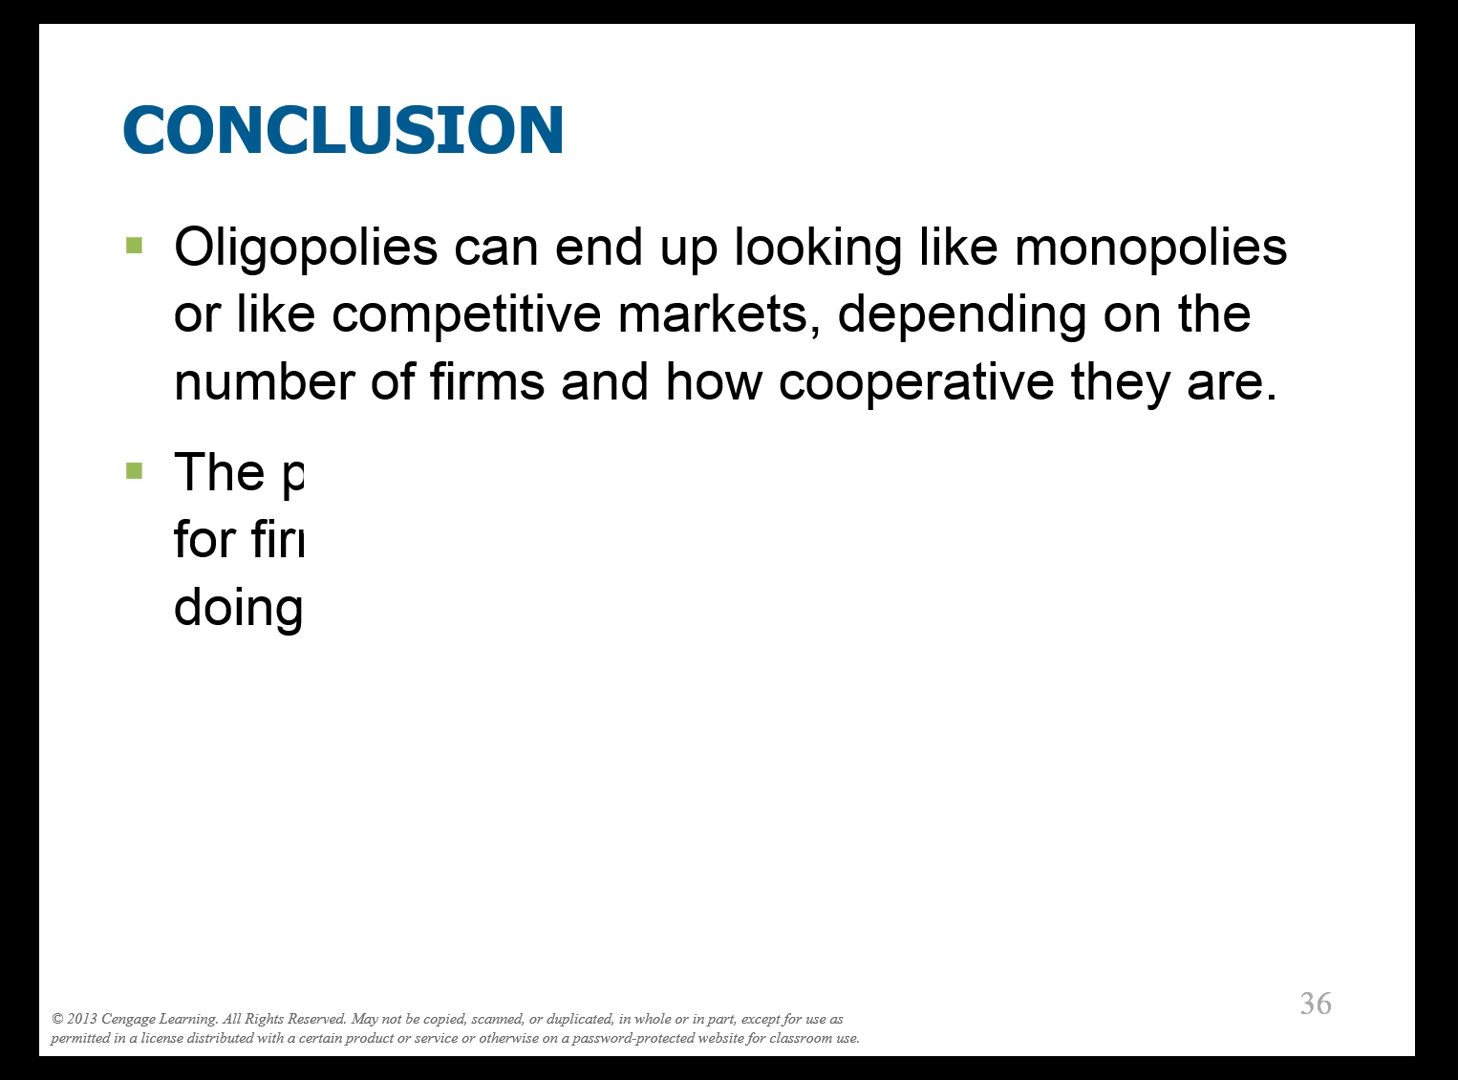 CONCLUSION
Oligopolies can end up looking like monopolies
or like competitive markets, depending on the
number of firms and how cooperative they are.
The
for
doing
36
© 2013 Cengage Learning. All Rights Reserved. May not be copied, scanned, or duplicated, in whole or in part, except for use as
permitted in a license distributed with a certain product or service or otherwise on a password-protected website for classroom use.